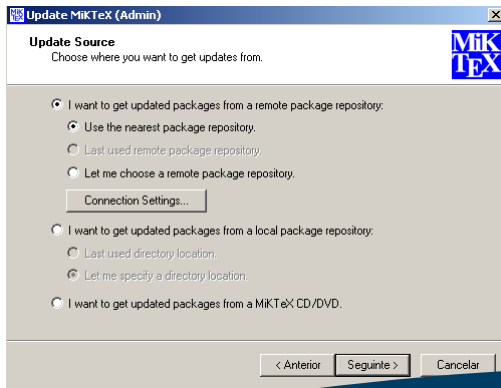 Update MiKTeX (Admin)
Update Source
Choose where you want to get updates from.
MiK
TEX
I want to get updated packages from a remote package repository:
Use the nearest package repository.
Last used remote package repository.
Let me choose a remote package repository.
Connection Settings...
I want to get updated packages from a local package repository:
Last used directory location.
Let me specify a directory location.
I want to get updated packages from a MiKTeX CD/DVD.
< Anterior
Seguinte >
Cancelar